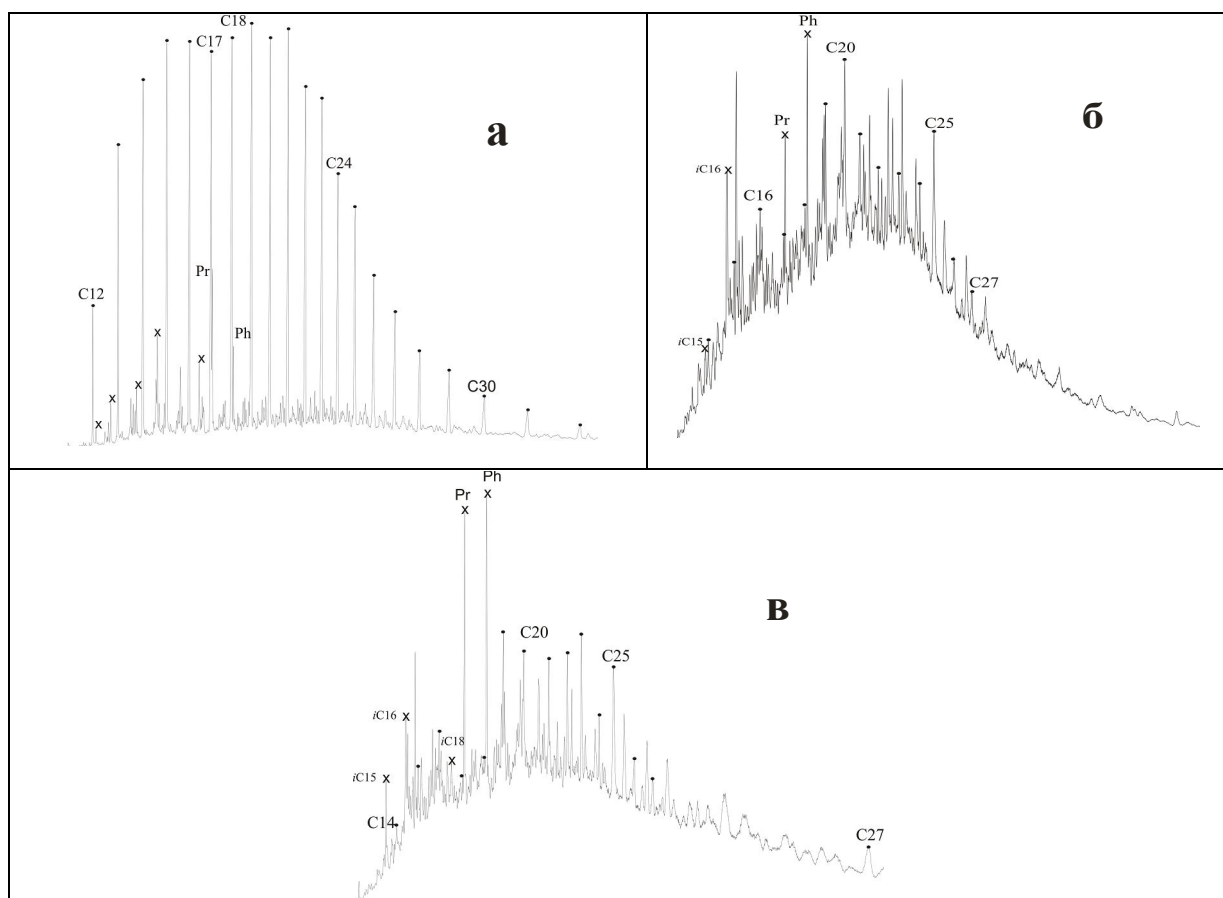 C18
C17
а
C24
Pr
C12
Ph
x
x
x
x
x
C30
Ph
x
C20
б
Pr
x
C25
iC16 x
C16
C27
iC15 x
Ph
Pr x
x
в
C20
C25
iC16 x
iC18
x
iC15 x
C14
C27